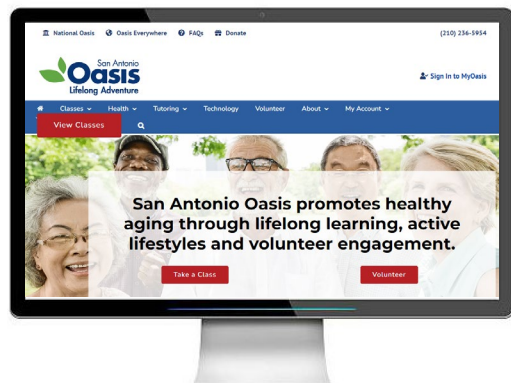 National Oasis Oasis Everywhere FAQs Donate (210) 236-5954
San Antonio
Oasis
Lifelong Adventure
Sign In to MyOasis
Classes Health Tutoring Technology Volunteer About My Account
View Classes
San Antonio Oasis promotes healthy
aging through lifelong learning, active
lifestyles and volunteer engagement.
Take a Class Volunteer